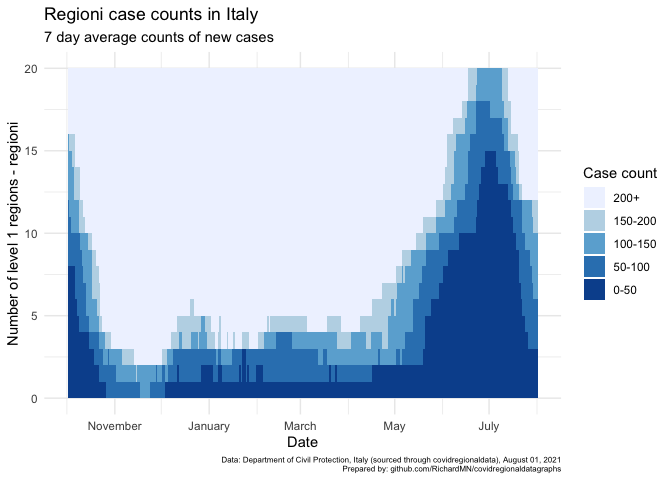 Regioni case counts in Italy
7 day average counts of new cases
Number of level 1 regions - regioni
20
15
10
5
0
November
January
March
May
July
Date
Case count
200+
150-200
100-150
50-100
0-50
Data: Department of Civil Protection, Italy (sourced through covidregionaldata), August 01, 2021
Prepared by: github.com/RichardMN/covidregionaldatagraphs